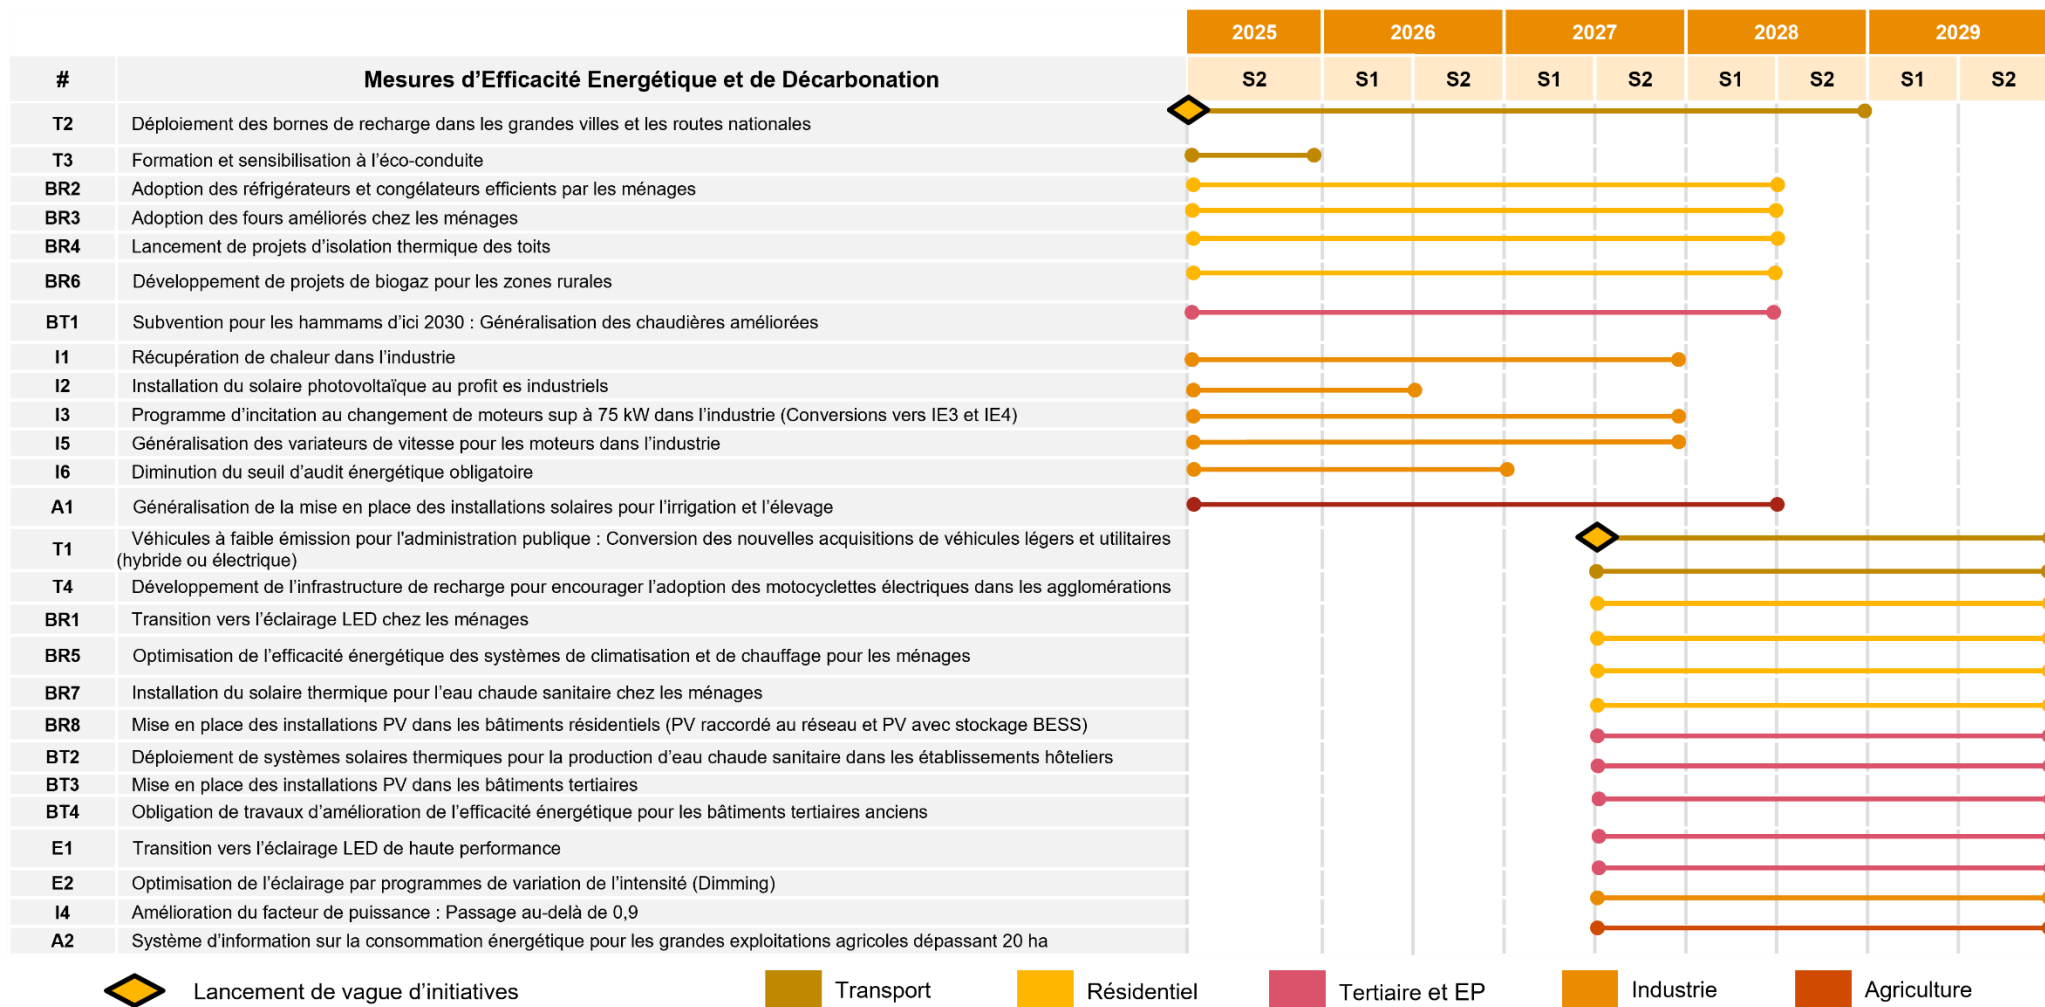 2025 2026 2027 2028 2029
# Mesures d’Efficacité Energétique et de Décarbonation S2 S1 S2 S1 S2 S1 S2 S1 S2
T2 Déploiement des bornes de recharge dans les grandes villes et les routes nationales
T3 Formation et sensibilisation à l’éco-conduite
BR2 Adoption des réfrigérateurs et congélateurs efficients par les ménages
BR3 Adoption des fours améliorés chez les ménages
BR4 Lancement de projets d’isolation thermique des toits
BR6 Développement de projets de biogaz pour les zones rurales
BT1 Subvention pour les hammams d’ici 2030 : Généralisation des chaudières améliorées
I1 Récupération de chaleur dans l’industrie
I2 Installation du solaire photovoltaïque au profit es industriels
I3 Programme d’incitation au changement de moteurs sup à 75 kW dans l’industrie (Conversions vers IE3 et IE4)
I5 Généralisation des variateurs de vitesse pour les moteurs dans l’industrie
I6 Diminution du seuil d’audit énergétique obligatoire
A1 Généralisation de la mise en place des installations solaires pour l’irrigation et l’élevage
T1 Véhicules à faible émission pour l'administration publique : Conversion des nouvelles acquisitions de véhicules légers et utilitaires
(hybride ou électrique)
T4 Développement de l’infrastructure de recharge pour encourager l’adoption des motocyclettes électriques dans les agglomérations
BR1 Transition vers l’éclairage LED chez les ménages
BR5 Optimisation de l’efficacité énergétique des systèmes de climatisation et de chauffage pour les ménages
BR7 Installation du solaire thermique pour l’eau chaude sanitaire chez les ménages
BR8 Mise en place des installations PV dans les bâtiments résidentiels (PV raccordé au réseau et PV avec stockage BESS)
BT2 Déploiement de systèmes solaires thermiques pour la production d’eau chaude sanitaire dans les établissements hôteliers
BT3 Mise en place des installations PV dans les bâtiments tertiaires
BT4 Obligation de travaux d’amélioration de l’efficacité énergétique pour les bâtiments tertiaires anciens
E1 Transition vers l’éclairage LED de haute performance
E2 Optimisation de l’éclairage par programmes de variation de l’intensité (Dimming)
I4 Amélioration du facteur de puissance : Passage au-delà de 0,9
A2 Système d’information sur la consommation énergétique pour les grandes exploitations agricoles dépassant 20 ha
Lancement de vague d’initiatives Transport Résidentiel Tertiaire et EP Industrie Agriculture